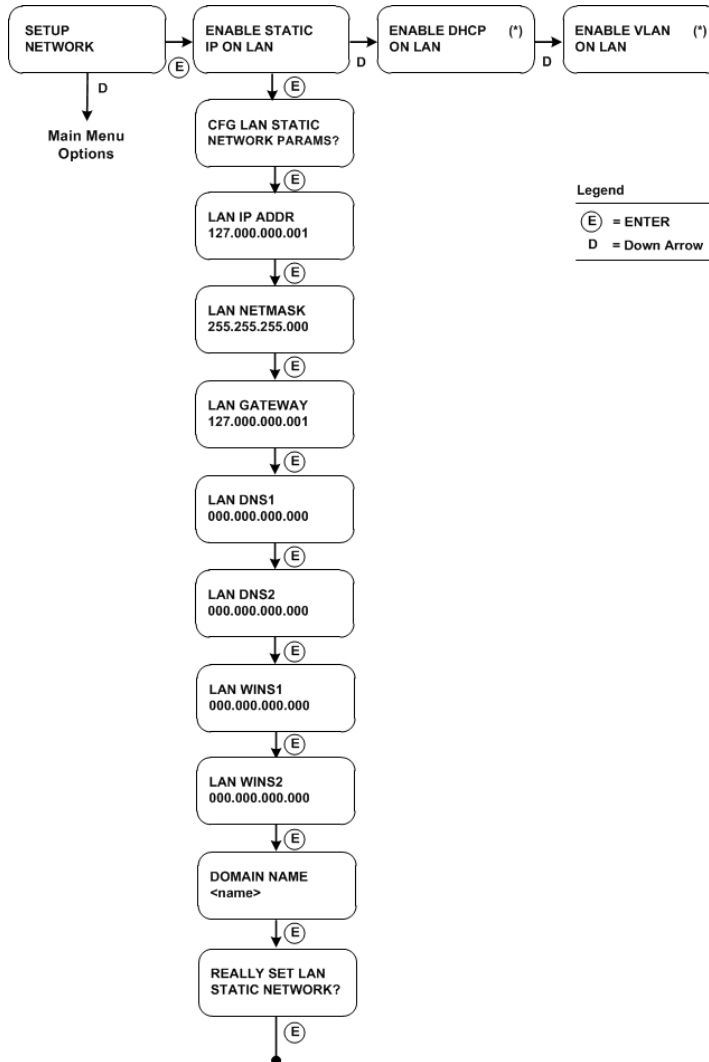 SETUP
NETWORK
E
ENABLE STATIC
IP ON LAN
D
ENABLE DHCP (*)
ON LAN
D
ENABLE VLAN (*)
ON LAN
D
Main Menu
Options
E
CFG LAN STATIC
NETWORK PARAMS?
E
LAN IP ADDR
127.000.000.001
E
LAN NETMASK
255.255.255.000
E
LAN GATEWAY
127.000.000.001
E
LAN DNS1
000.000.000.000
E
LAN DNS2
000.000.000.000
E
LAN WINS1
000.000.000.000
E
LAN WINS2
000.000.000.000
E
DOMAIN NAME
<name>
E
REALLY SET LAN
STATIC NETWORK?
E
Legend
E = ENTER
D = Down Arrow